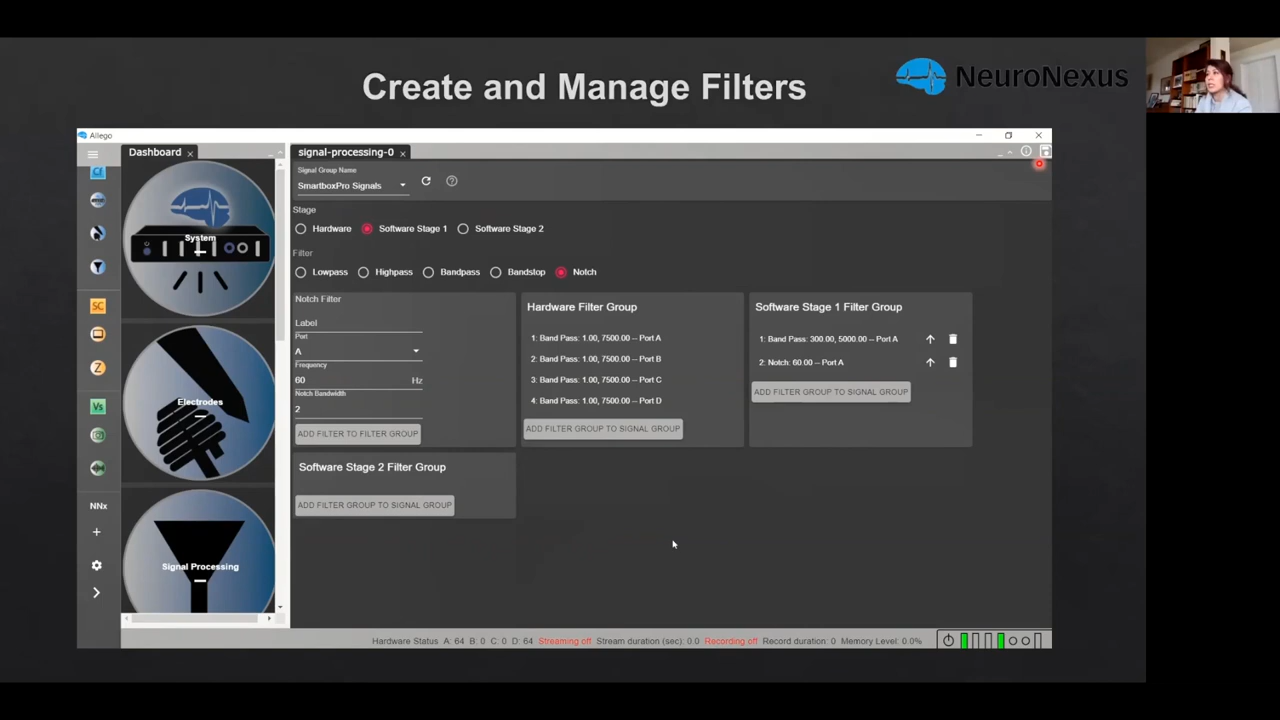 Create and Manage Filters
NeuroNexus
Allego
Dashboard
signal-processing-0
Signal Group Name
SmartboxPro Signals
Stage
Hardware
Software Stage 1
Software Stage 2
Filter
Lowpass
Highpass
Bandpass
Bandstop
Notch
Notch Filter
Label
Port
A
Frequency
60 Hz
Notch Bandwidth
2
ADD FILTER TO FILTER GROUP
Hardware Filter Group
1: Band Pass: 1.00, 7500.00 -- Port A
2: Band Pass: 1.00, 7500.00 -- Port B
3: Band Pass: 1.00, 7500.00 -- Port C
4: Band Pass: 1.00, 7500.00 -- Port D
ADD FILTER GROUP TO SIGNAL GROUP
Software Stage 1 Filter Group
1: Band Pass: 300.00, 5000.00 -- Port A
2: Notch: 60.00 -- Port A
ADD FILTER GROUP TO SIGNAL GROUP
Software Stage 2 Filter Group
ADD FILTER GROUP TO SIGNAL GROUP
System
Electrodes
Signal Processing
SC
Z
Vs
NNx
Hardware Status A: 64 B: 0 C: 0 D: 64 Streaming off Stream duration (sec): 0.0 Recording off Record duration: 0 Memory Level: 0.0%